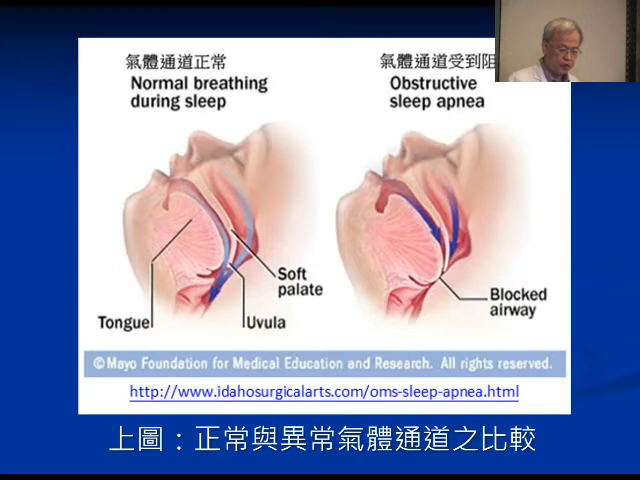 氣體通道正常
Normal breathing
during sleep
氣體通道受到阻
Obstructive
sleep apnea
Soft
palate
Tongue
Uvula
Blocked
airway
©Mayo Foundation for Medical Education and Research. All rights reserved.
http://www.idahosurgicalarts.com/oms-sleep-apnea.html
上圖：正常與異常氣體通道之比較